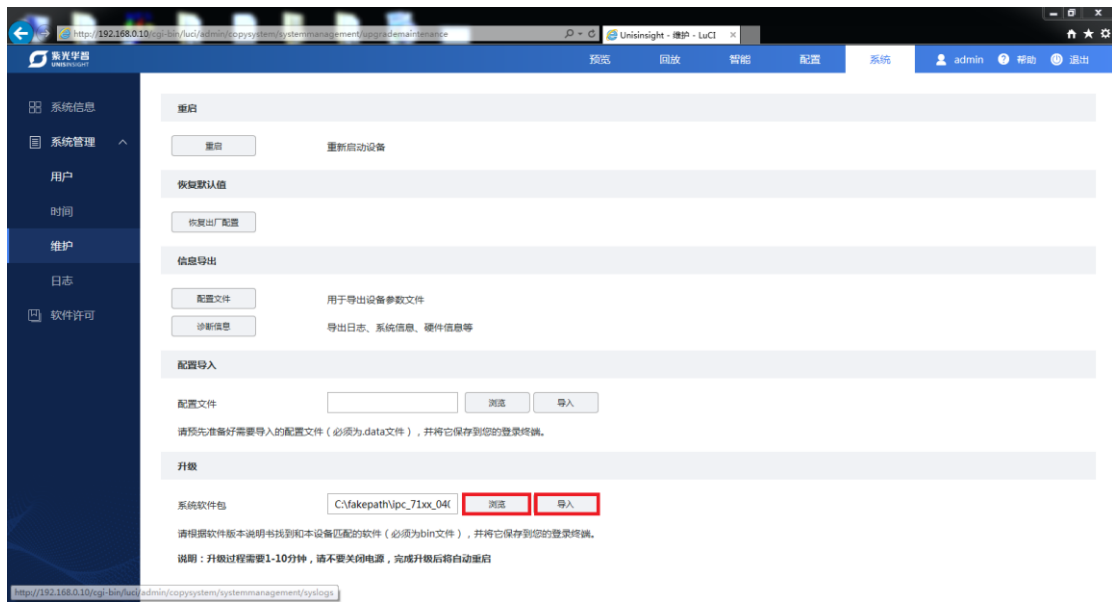 http://192.168.0.10/cgi-bin/luci/admin/copysystem/systemmanagement/upgrademaintenance
Unisinsight - 维护 - LuCI
紫光华智
UNISINSIGHT
预览 回放 智能 配置 系统 admin 帮助 退出
系统信息
系统管理
用户
时间
维护
日志
软件许可
重启
重启 重新启动设备
恢复默认值
恢复出厂配置
信息导出
配置文件 用于导出设备参数文件
诊断信息 导出日志、系统信息、硬件信息等
配置导入
配置文件 浏览 导入
请预先准备好需要导入的配置文件（必须为.data文件），并将它保存到您的登录终端。
升级
系统软件包 C:\fakepath\ipc_71xx_04( 浏览 导入
请根据软件版本说明书找到和本设备匹配的软件（必须为bin文件），并将它保存到您的登录终端。
说明：升级过程需要1-10分钟，请不要关闭电源，完成升级后将自动重启
http://192.168.0.10/cgi-bin/luci/admin/copysystem/systemmanagement/syslogs